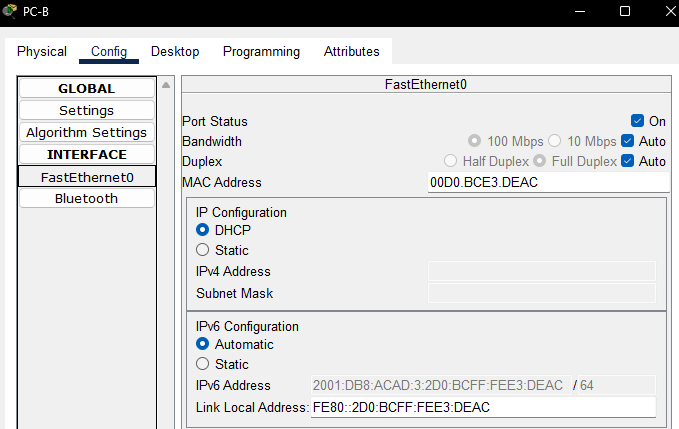 PC-B
Physical Config Desktop Programming Attributes
GLOBAL
Settings
Algorithm Settings
INTERFACE
FastEthernet0
Bluetooth
FastEthernet0
Port Status On
Bandwidth 100 Mbps 10 Mbps Auto
Duplex Half Duplex Full Duplex Auto
MAC Address 00D0.BCE3.DEAC
IP Configuration
DHCP
Static
IPv4 Address
Subnet Mask
IPv6 Configuration
Automatic
Static
IPv6 Address 2001:DB8:ACAD:3:2D0:BCFF:FEE3:DEAC / 64
Link Local Address: FE80::2D0:BCFF:FEE3:DEAC